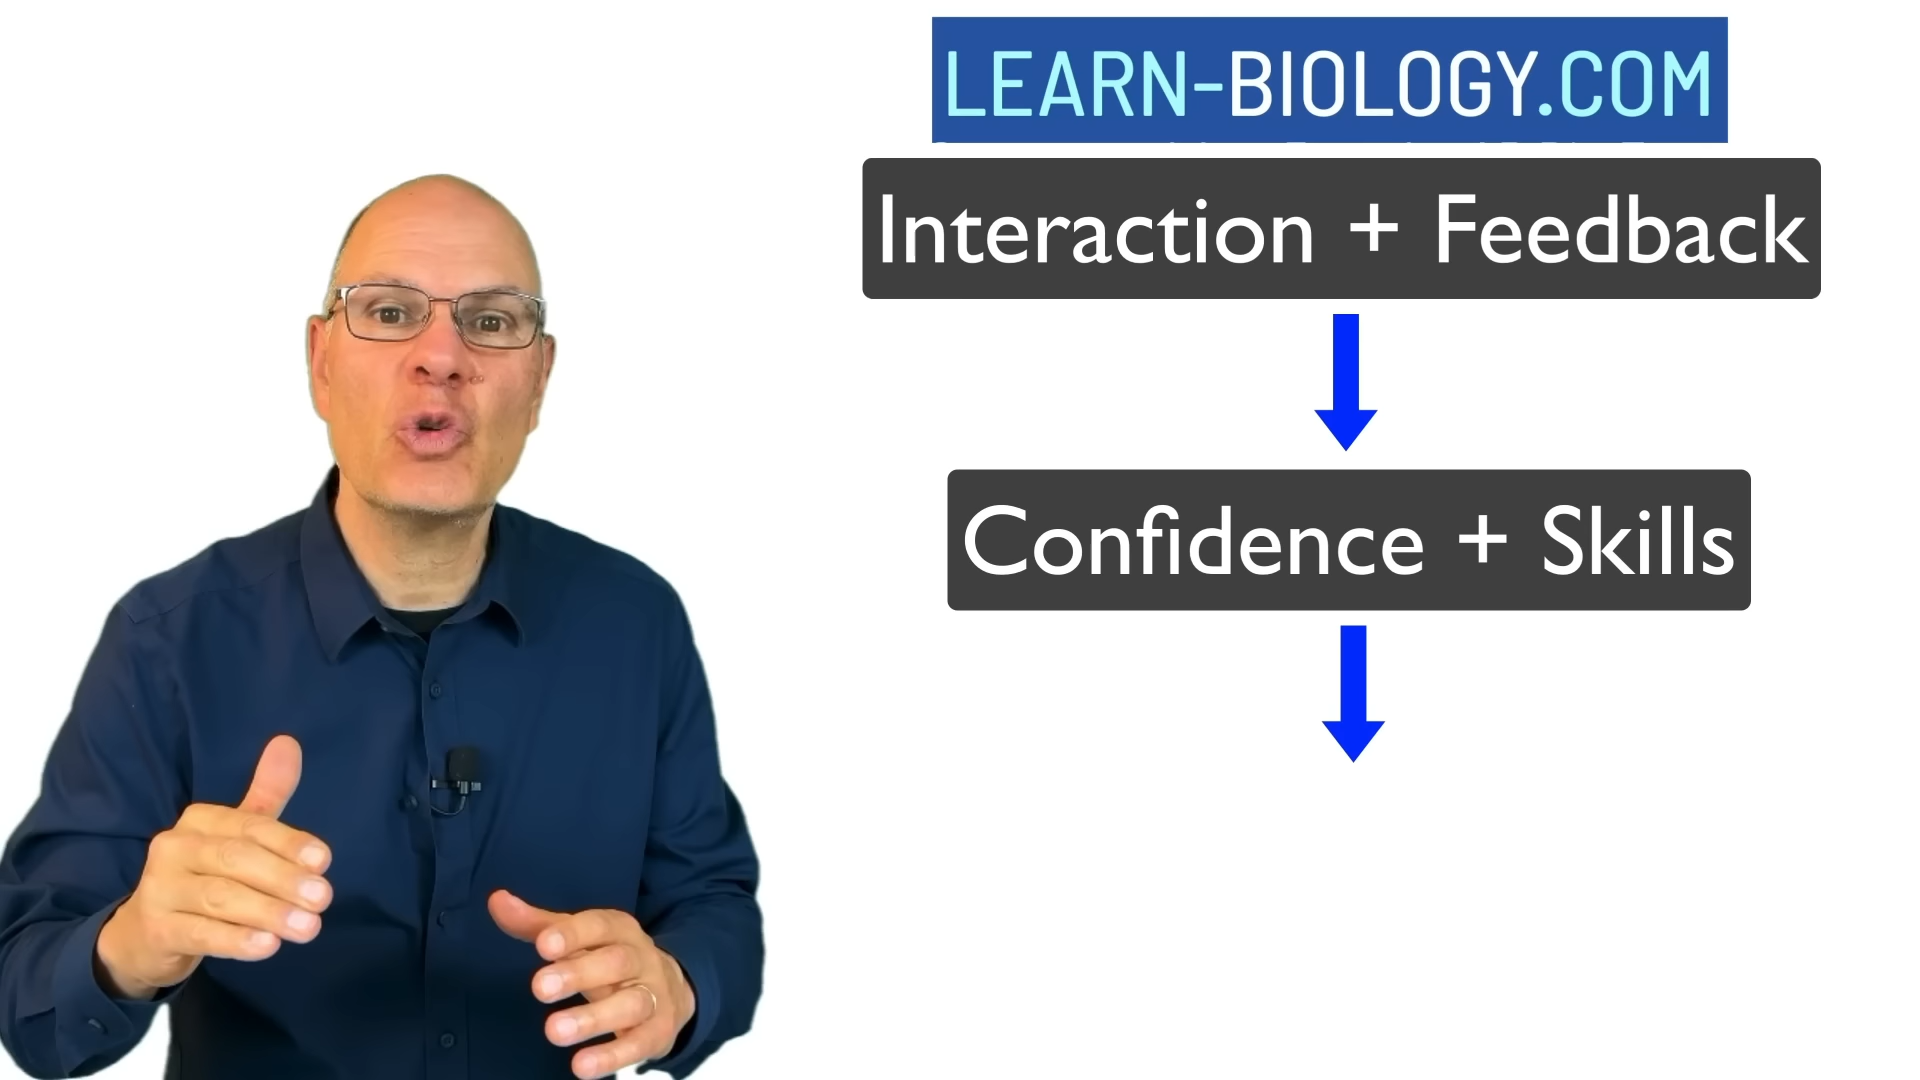 LEARN-BIOLOGY.COM
Interaction + Feedback
Confidence + Skills